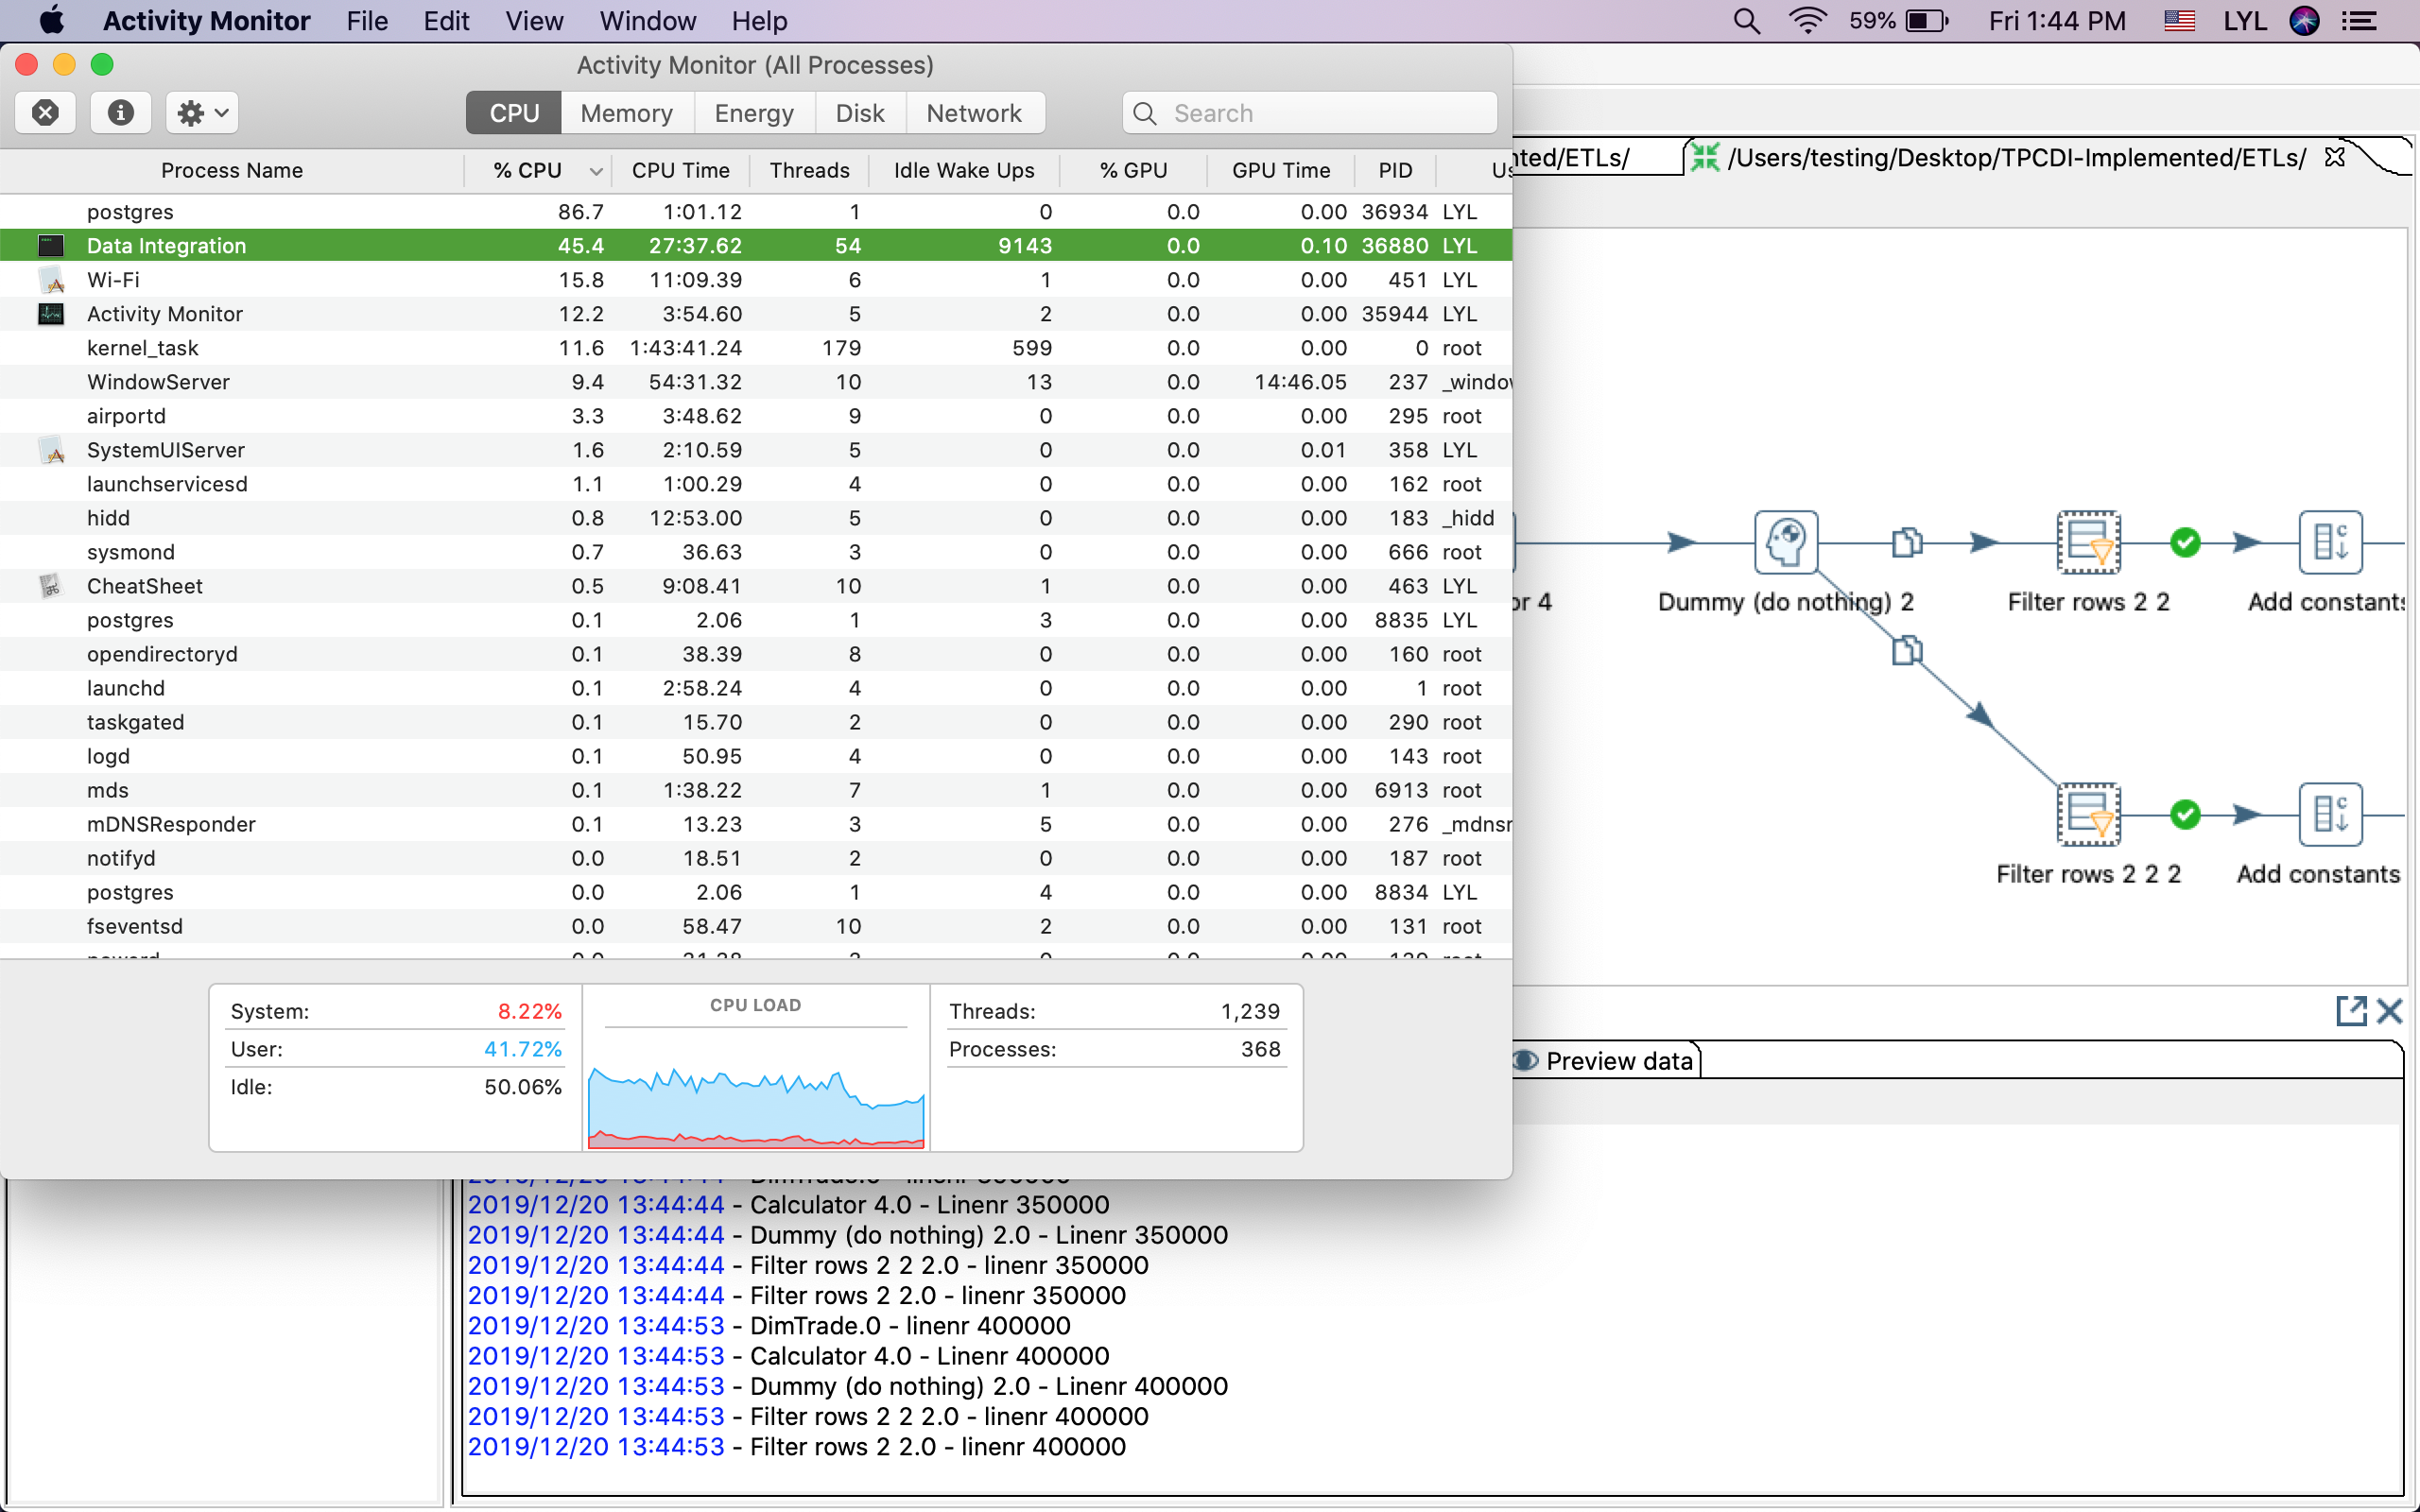 Activity Monitor File Edit View Window Help 59% Fri 1:44 PM LYL
Activity Monitor (All Processes)
CPU Memory Energy Disk Network Search
Process Name % CPU CPU Time Threads Idle Wake Ups % GPU GPU Time PID Us
postgres 86.7 1:01.12 1 0 0.0 0.00 36934 LYL
Data Integration 45.4 27:37.62 54 9143 0.0 0.10 36880 LYL
Wi-Fi 15.8 11:09.39 6 1 0.0 0.00 451 LYL
Activity Monitor 12.2 3:54.60 5 2 0.0 0.00 35944 LYL
kernel_task 11.6 1:43:41.24 179 599 0.0 0.00 0 root
WindowServer 9.4 54:31.32 10 13 0.0 14:46.05 237 _window
airportd 3.3 3:48.62 9 0 0.0 0.00 295 root
SystemUIServer 1.6 2:10.59 5 0 0.0 0.01 358 LYL
launchservicesd 1.1 1:00.29 4 0 0.0 0.00 162 root
hidd 0.8 12:53.00 5 0 0.0 0.00 183 _hidd
sysmond 0.7 36.63 3 0 0.0 0.00 666 root
CheatSheet 0.5 9:08.41 10 1 0.0 0.00 463 LYL
postgres 0.1 2.06 1 3 0.0 0.00 8835 LYL
opendirectoryd 0.1 38.39 8 0 0.0 0.00 160 root
launchd 0.1 2:58.24 4 0 0.0 0.00 1 root
taskgated 0.1 15.70 2 0 0.0 0.00 290 root
logd 0.1 50.95 4 0 0.0 0.00 143 root
mds 0.1 1:38.22 7 1 0.0 0.00 6913 root
mDNSResponder 0.1 13.23 3 5 0.0 0.00 276 _mdnsr
notifyd 0.0 18.51 2 0 0.0 0.00 187 root
postgres 0.0 2.06 1 4 0.0 0.00 8834 LYL
fseventsd 0.0 58.47 10 2 0.0 0.00 131 root
System: 8.22%
User: 41.72%
Idle: 50.06%
CPU LOAD
Threads: 1,239
Processes: 368
nted/ETLs/ /Users/testing/Desktop/TPCDI-Implemented/ETLs/
or 4 Dummy (do nothing) 2 Filter rows 2 2 Add constants
Filter rows 2 2 2 Add constants
Preview data
2019/12/20 13:44:44 - Calculator 4.0 - Linenr 350000
2019/12/20 13:44:44 - Dummy (do nothing) 2.0 - Linenr 350000
2019/12/20 13:44:44 - Filter rows 2 2 2.0 - linenr 350000
2019/12/20 13:44:44 - Filter rows 2 2.0 - linenr 350000
2019/12/20 13:44:53 - DimTrade.0 - linenr 400000
2019/12/20 13:44:53 - Calculator 4.0 - Linenr 400000
2019/12/20 13:44:53 - Dummy (do nothing) 2.0 - Linenr 400000
2019/12/20 13:44:53 - Filter rows 2 2 2.0 - linenr 400000
2019/12/20 13:44:53 - Filter rows 2 2.0 - linenr 400000